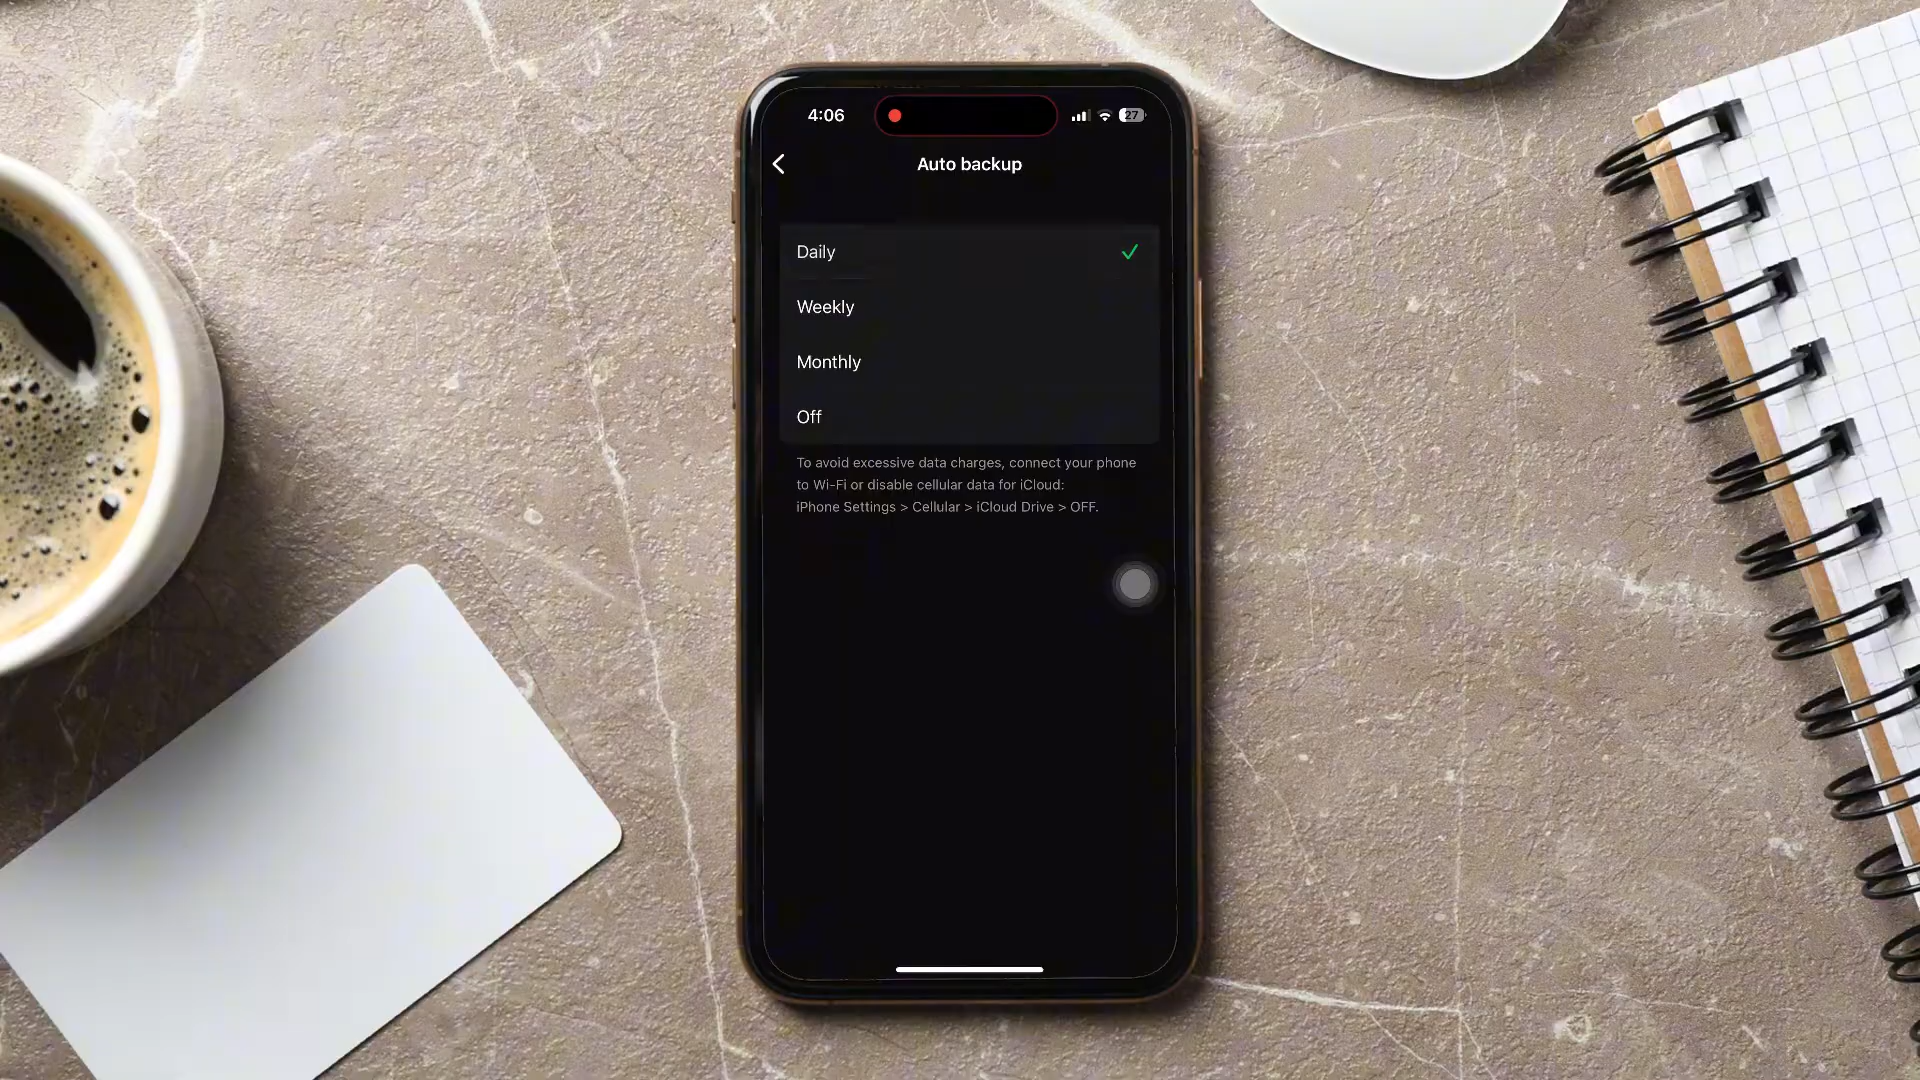 4:06
27
Auto backup
Daily
Weekly
Monthly
Off
To avoid excessive data charges, connect your phone
to Wi-Fi or disable cellular data for iCloud:
iPhone Settings > Cellular > iCloud Drive > OFF.